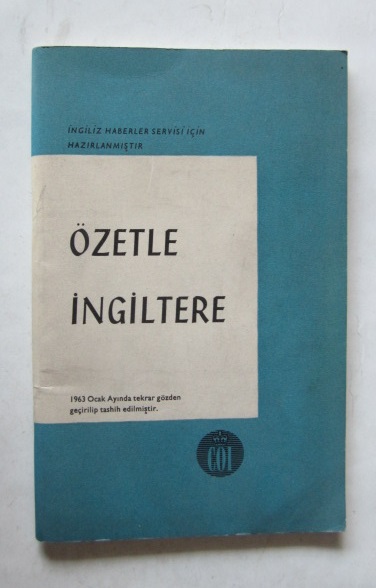 İNGİLİZ HABERLER SERVİSİ İÇİN
HAZIRLANMIŞTIR
ÖZETLE
İNGİLTERE
1963 Ocak Ayında tekrar gözden
geçirilip tashih edilmiştir.
COI